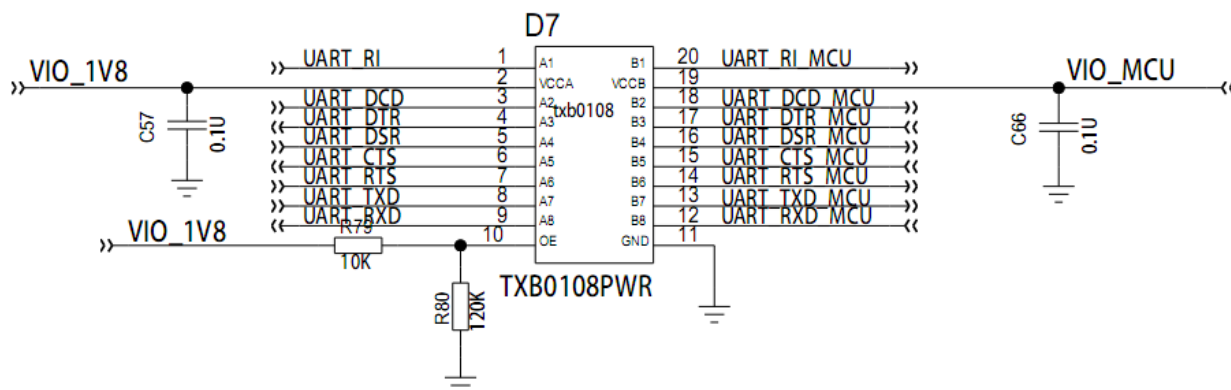 D7
UART_RI 1 A1 B1 20 UART_RI_MCU
VIO_1V8 2 VCCA VCCB 19 VIO_MCU
UART_DCD 3 A2 txb0108 B2 18 UART_DCD_MCU
UART_DTR 4 A3 B3 17 UART_DTR_MCU
UART_DSR 5 A4 B4 16 UART_DSR_MCU
UART_CTS 6 A5 B5 15 UART_CTS_MCU
UART_RTS 7 A6 B6 14 UART_RTS_MCU
UART_TXD 8 A7 B7 13 UART_TXD_MCU
UART_RXD 9 A8 B8 12 UART_RXD_MCU
VIO_1V8 R79 10 OE GND 11
10K
TXB0108PWR
C57
0.1U
C66
0.1U
R80
120K